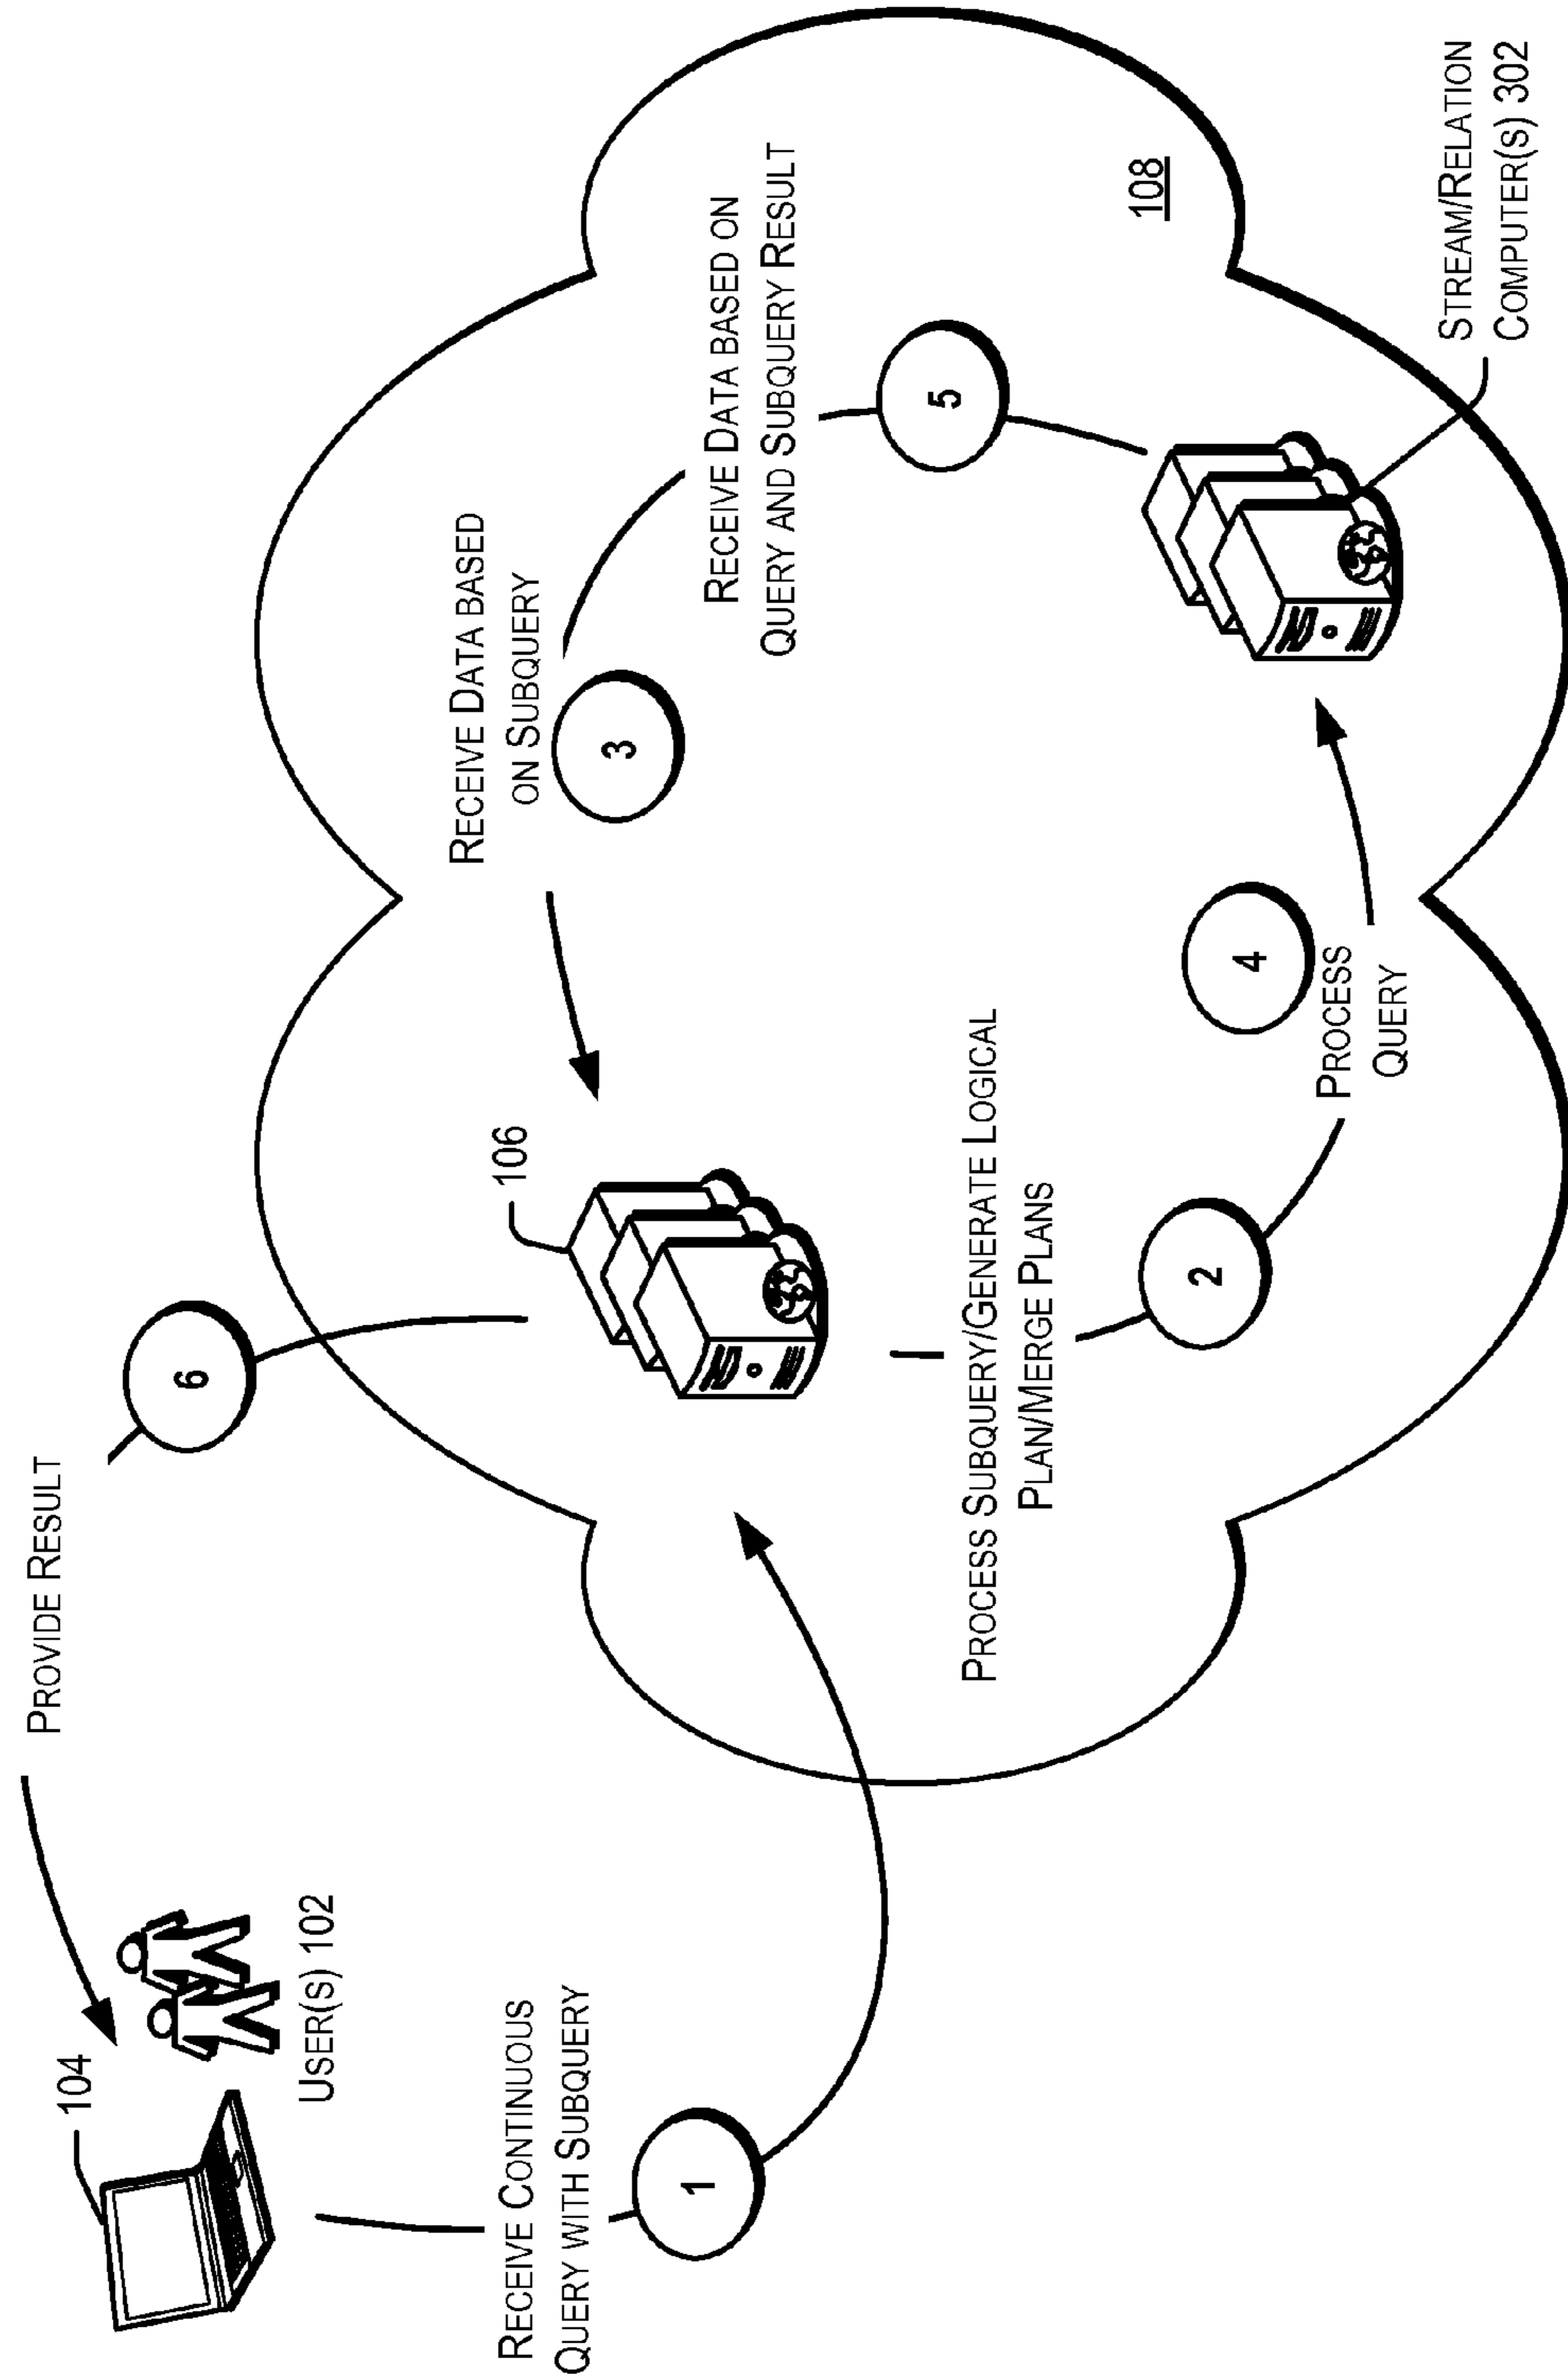 PROVIDE RESULT
6
104
USER(S) 102
106
RECEIVE DATA BASED
ON SUBQUERY
3
RECEIVE DATA BASED ON
QUERY AND SUBQUERY RESULT
5
RECEIVE CONTINUOUS
QUERY WITH SUBQUERY
1
PROCESS SUBQUERY/GENERATE LOGICAL
PLAN/MERGE PLANS
2
4
PROCESS
QUERY
108
STREAM/RELATION
COMPUTER(S) 302